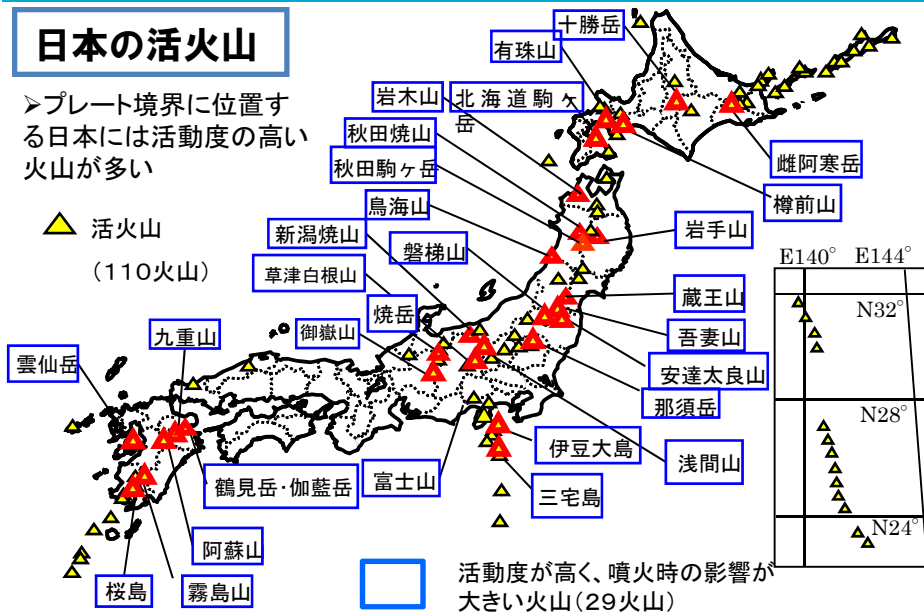 日本の活火山
➢プレート境界に位置す
る日本には活動度の高い
火山が多い
活火山
(110火山)
十勝岳
有珠山
岩木山
北海道駒ヶ
岳
秋田焼山
秋田駒ヶ岳
鳥海山
新潟焼山
磐梯山
草津白根山
焼岳
御嶽山
九重山
雲仙岳
雌阿寒岳
樽前山
岩手山
蔵王山
吾妻山
安達太良山
那須岳
浅間山
伊豆大島
三宅島
富士山
鶴見岳・伽藍岳
阿蘇山
霧島山
桜島
E140° E144°
N32°
N28°
N24°
活動度が高く、噴火時の影響が
大きい火山(29火山)